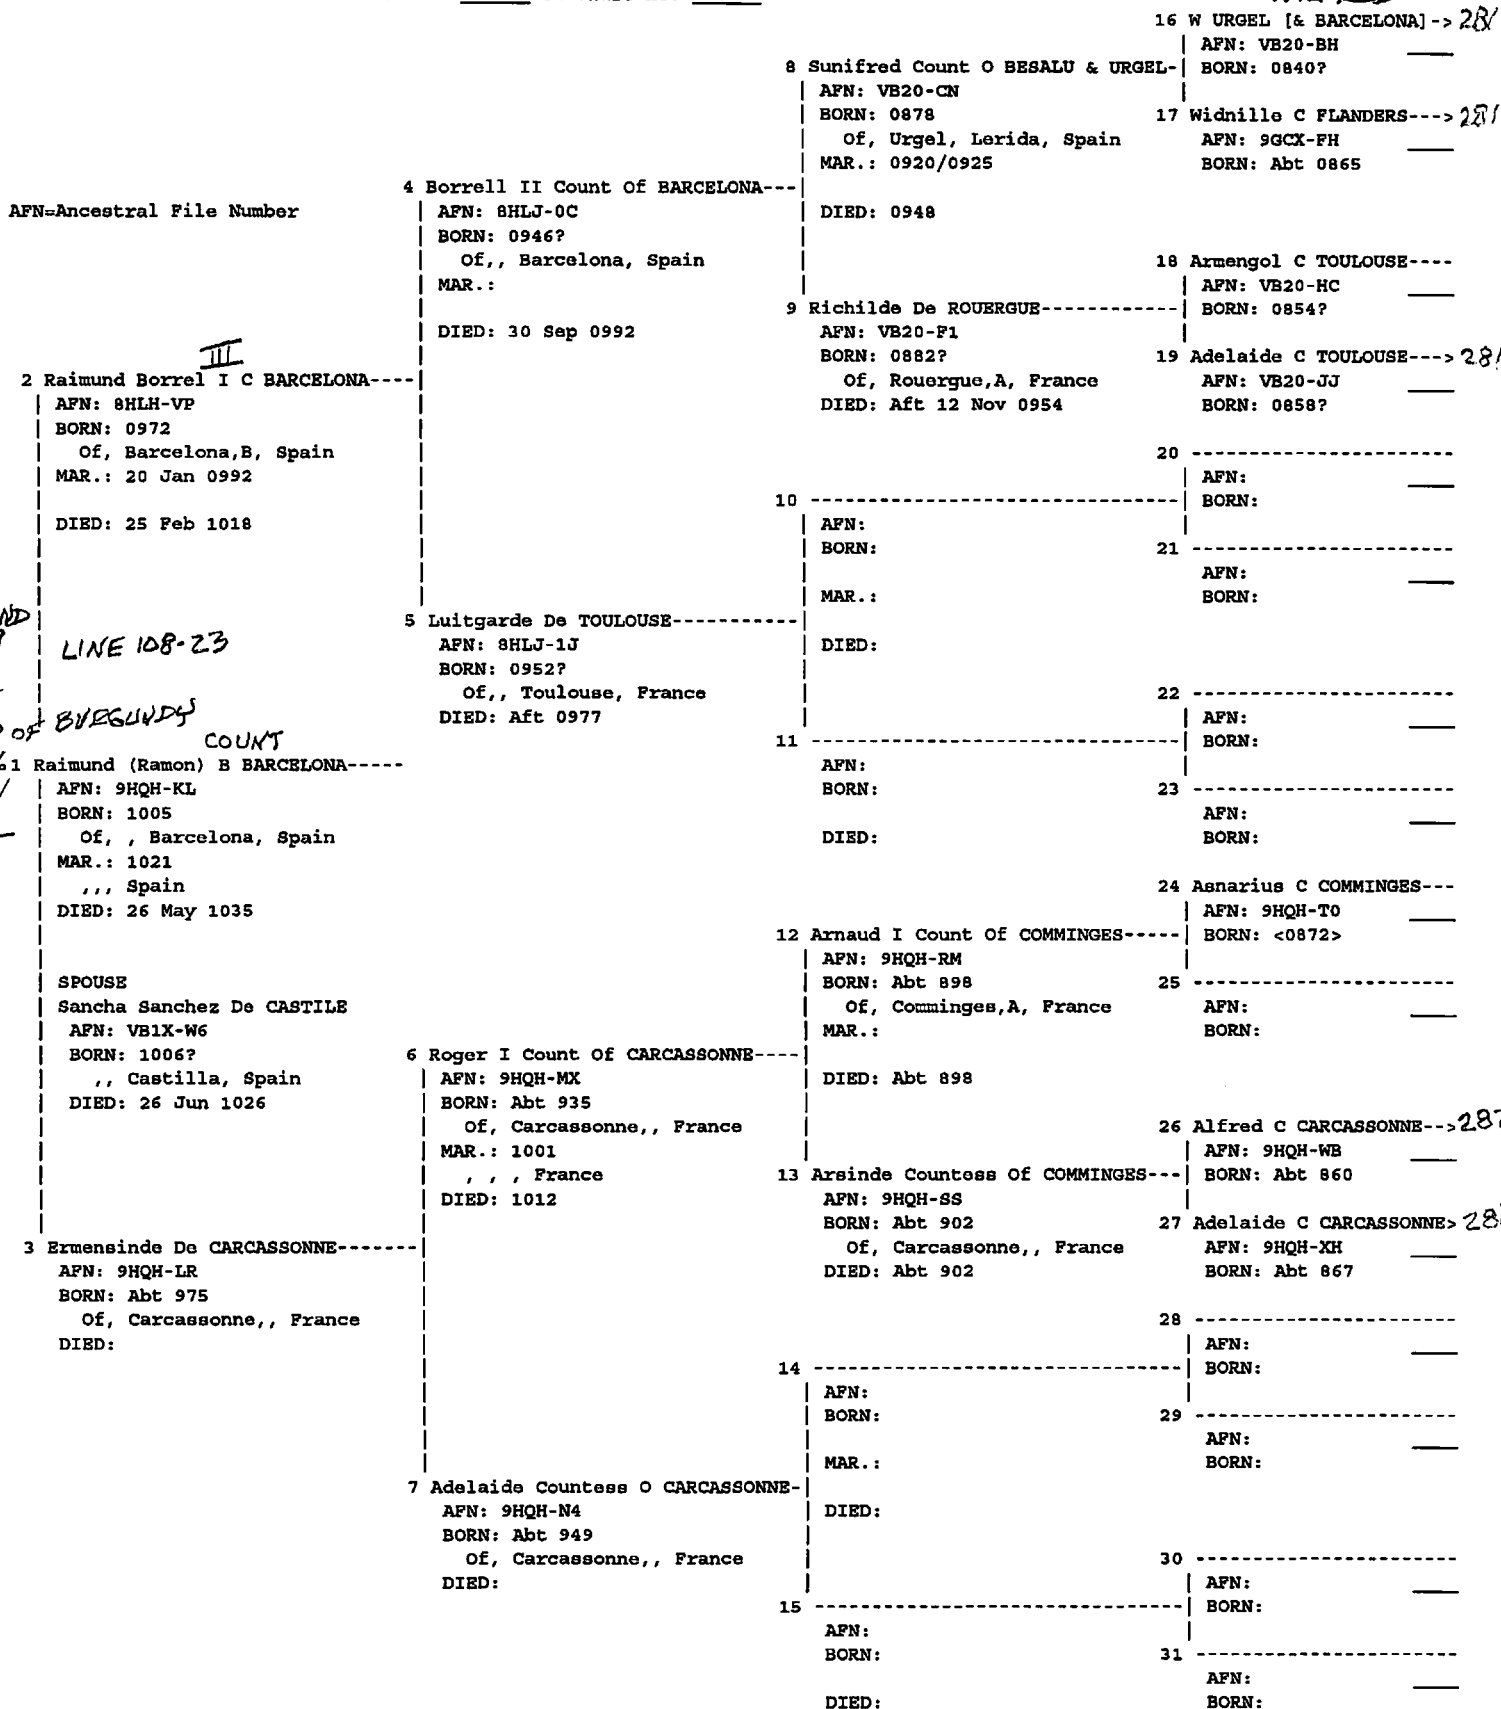 16 W URGEL [& BARCELONA]-> 281
AFN: VB20-BH
8 Sunifred Count O BESALU & URGEL-| BORN: 0840?
AFN: VB20-CN
BORN: 0878
17 Widnille C FLANDERS---> 281
Of, Urgel, Lerida, Spain
AFN: 9GCX-FH
MAR.: 0920/0925
BORN: Abt 0865
4 Borrell II Count Of BARCELONA---
AFN=Ancestral File Number
AFN: 8HLJ-0C
DIED: 0948
BORN: 0946?
Of,, Barcelona, Spain
18 Armengol C TOULOUSE----
MAR.:
AFN: VB20-HC
9 Richilde De ROUERGUE------------| BORN: 0854?
DIED: 30 Sep 0992
AFN: VB20-F1
III
BORN: 0882?
19 Adelaide C TOULOUSE---> 281
2 Raimund Borrel I C BARCELONA----
Of, Rouergue,A, France
AFN: VB20-JJ
AFN: 8HLH-VP
DIED: Aft 12 Nov 0954
BORN: 0858?
BORN: 0972
Of, Barcelona,B, Spain
20 ------------------------
MAR.: 20 Jan 0992
AFN:
10 ----------------------------------| BORN:
DIED: 25 Feb 1018
AFN:
BORN:
21 ------------------------
AFN:
MAR.:
BORN:
5 Luitgarde De TOULOUSE-----------
LINE 108-23
AFN: 8HLJ-1J
DIED:
BORN: 0952?
Of,, Toulouse, France
22 ------------------------
OF BURGUNDY
DIED: Aft 0977
AFN:
COUNT
11 ----------------------------------| BORN:
1 Raimund (Ramon) B BARCELONA-----
AFN:
AFN: 9HQH-KL
BORN:
23 ------------------------
BORN: 1005
AFN:
Of, , Barcelona, Spain
DIED:
BORN:
MAR.: 1021
,,, Spain
24 Asnarius C COMMINGES---
DIED: 26 May 1035
AFN: 9HQH-T0
12 Arnaud I Count Of COMMINGES-----| BORN: <0872>
AFN: 9HQH-RM
SPOUSE
BORN: Abt 898
25 ------------------------
Sancha Sanchez De CASTILE
Of, Comminges,A, France
AFN:
AFN: VB1X-W6
MAR.:
BORN:
BORN: 1006?
6 Roger I Count Of CARCASSONNE----
,, Castilla, Spain
AFN: 9HQH-MX
DIED: Abt 898
DIED: 26 Jun 1026
BORN: Abt 935
Of, Carcassonne,, France
26 Alfred C CARCASSONNE-->
MAR.: 1001
AFN: 9HQH-WB
, , , France
13 Arsinde Countess Of COMMINGES---| BORN: Abt 860
DIED: 1012
AFN: 9HQH-SS
BORN: Abt 902
27 Adelaide C CARCASSONNE>
3 Ermensinde De CARCASSONNE-------
Of, Carcassonne,, France
AFN: 9HQH-XH
AFN: 9HQH-LR
DIED: Abt 902
BORN: Abt 867
BORN: Abt 975
Of, Carcassonne,, France
28 ------------------------
DIED:
AFN:
14 ----------------------------------| BORN:
AFN:
BORN:
29 ------------------------
AFN:
MAR.:
BORN:
7 Adelaide Countess O CARCASSONNE-
AFN: 9HQH-N4
DIED:
BORN: Abt 949
Of, Carcassonne,, France
30 ------------------------
DIED:
AFN:
15 ----------------------------------| BORN:
AFN:
BORN:
31 ------------------------
AFN:
DIED:
BORN: